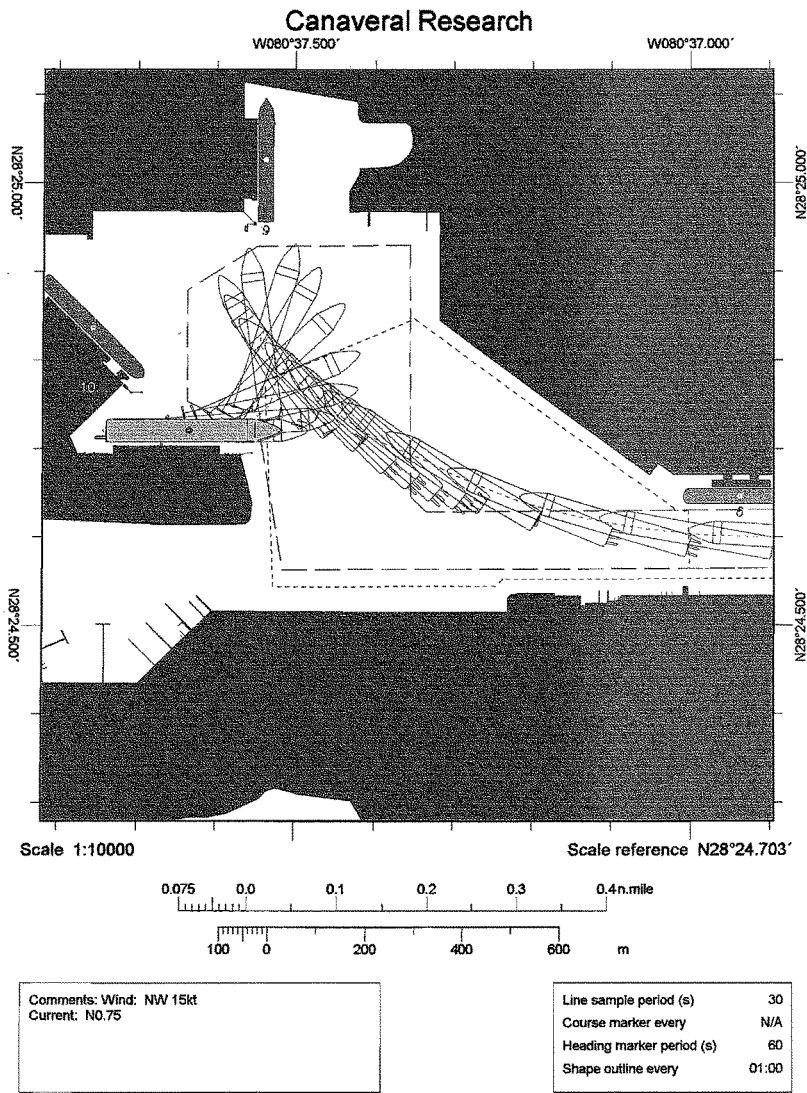 Canaveral Research
W080°37.500´ W080°37.000´
N28°25.000´ N28°25.000´
9
10
6
N28°24.500´ N28°24.500´
Scale 1:10000 Scale reference N28°24.703´
0.075 0.0 0.1 0.2 0.3 0.4 n.mile
100 0 200 400 600 m
Comments: Wind: NW 15kt
Current: N0.75
Line sample period (s) 30
Course marker every N/A
Heading marker period (s) 60
Shape outline every 01:00